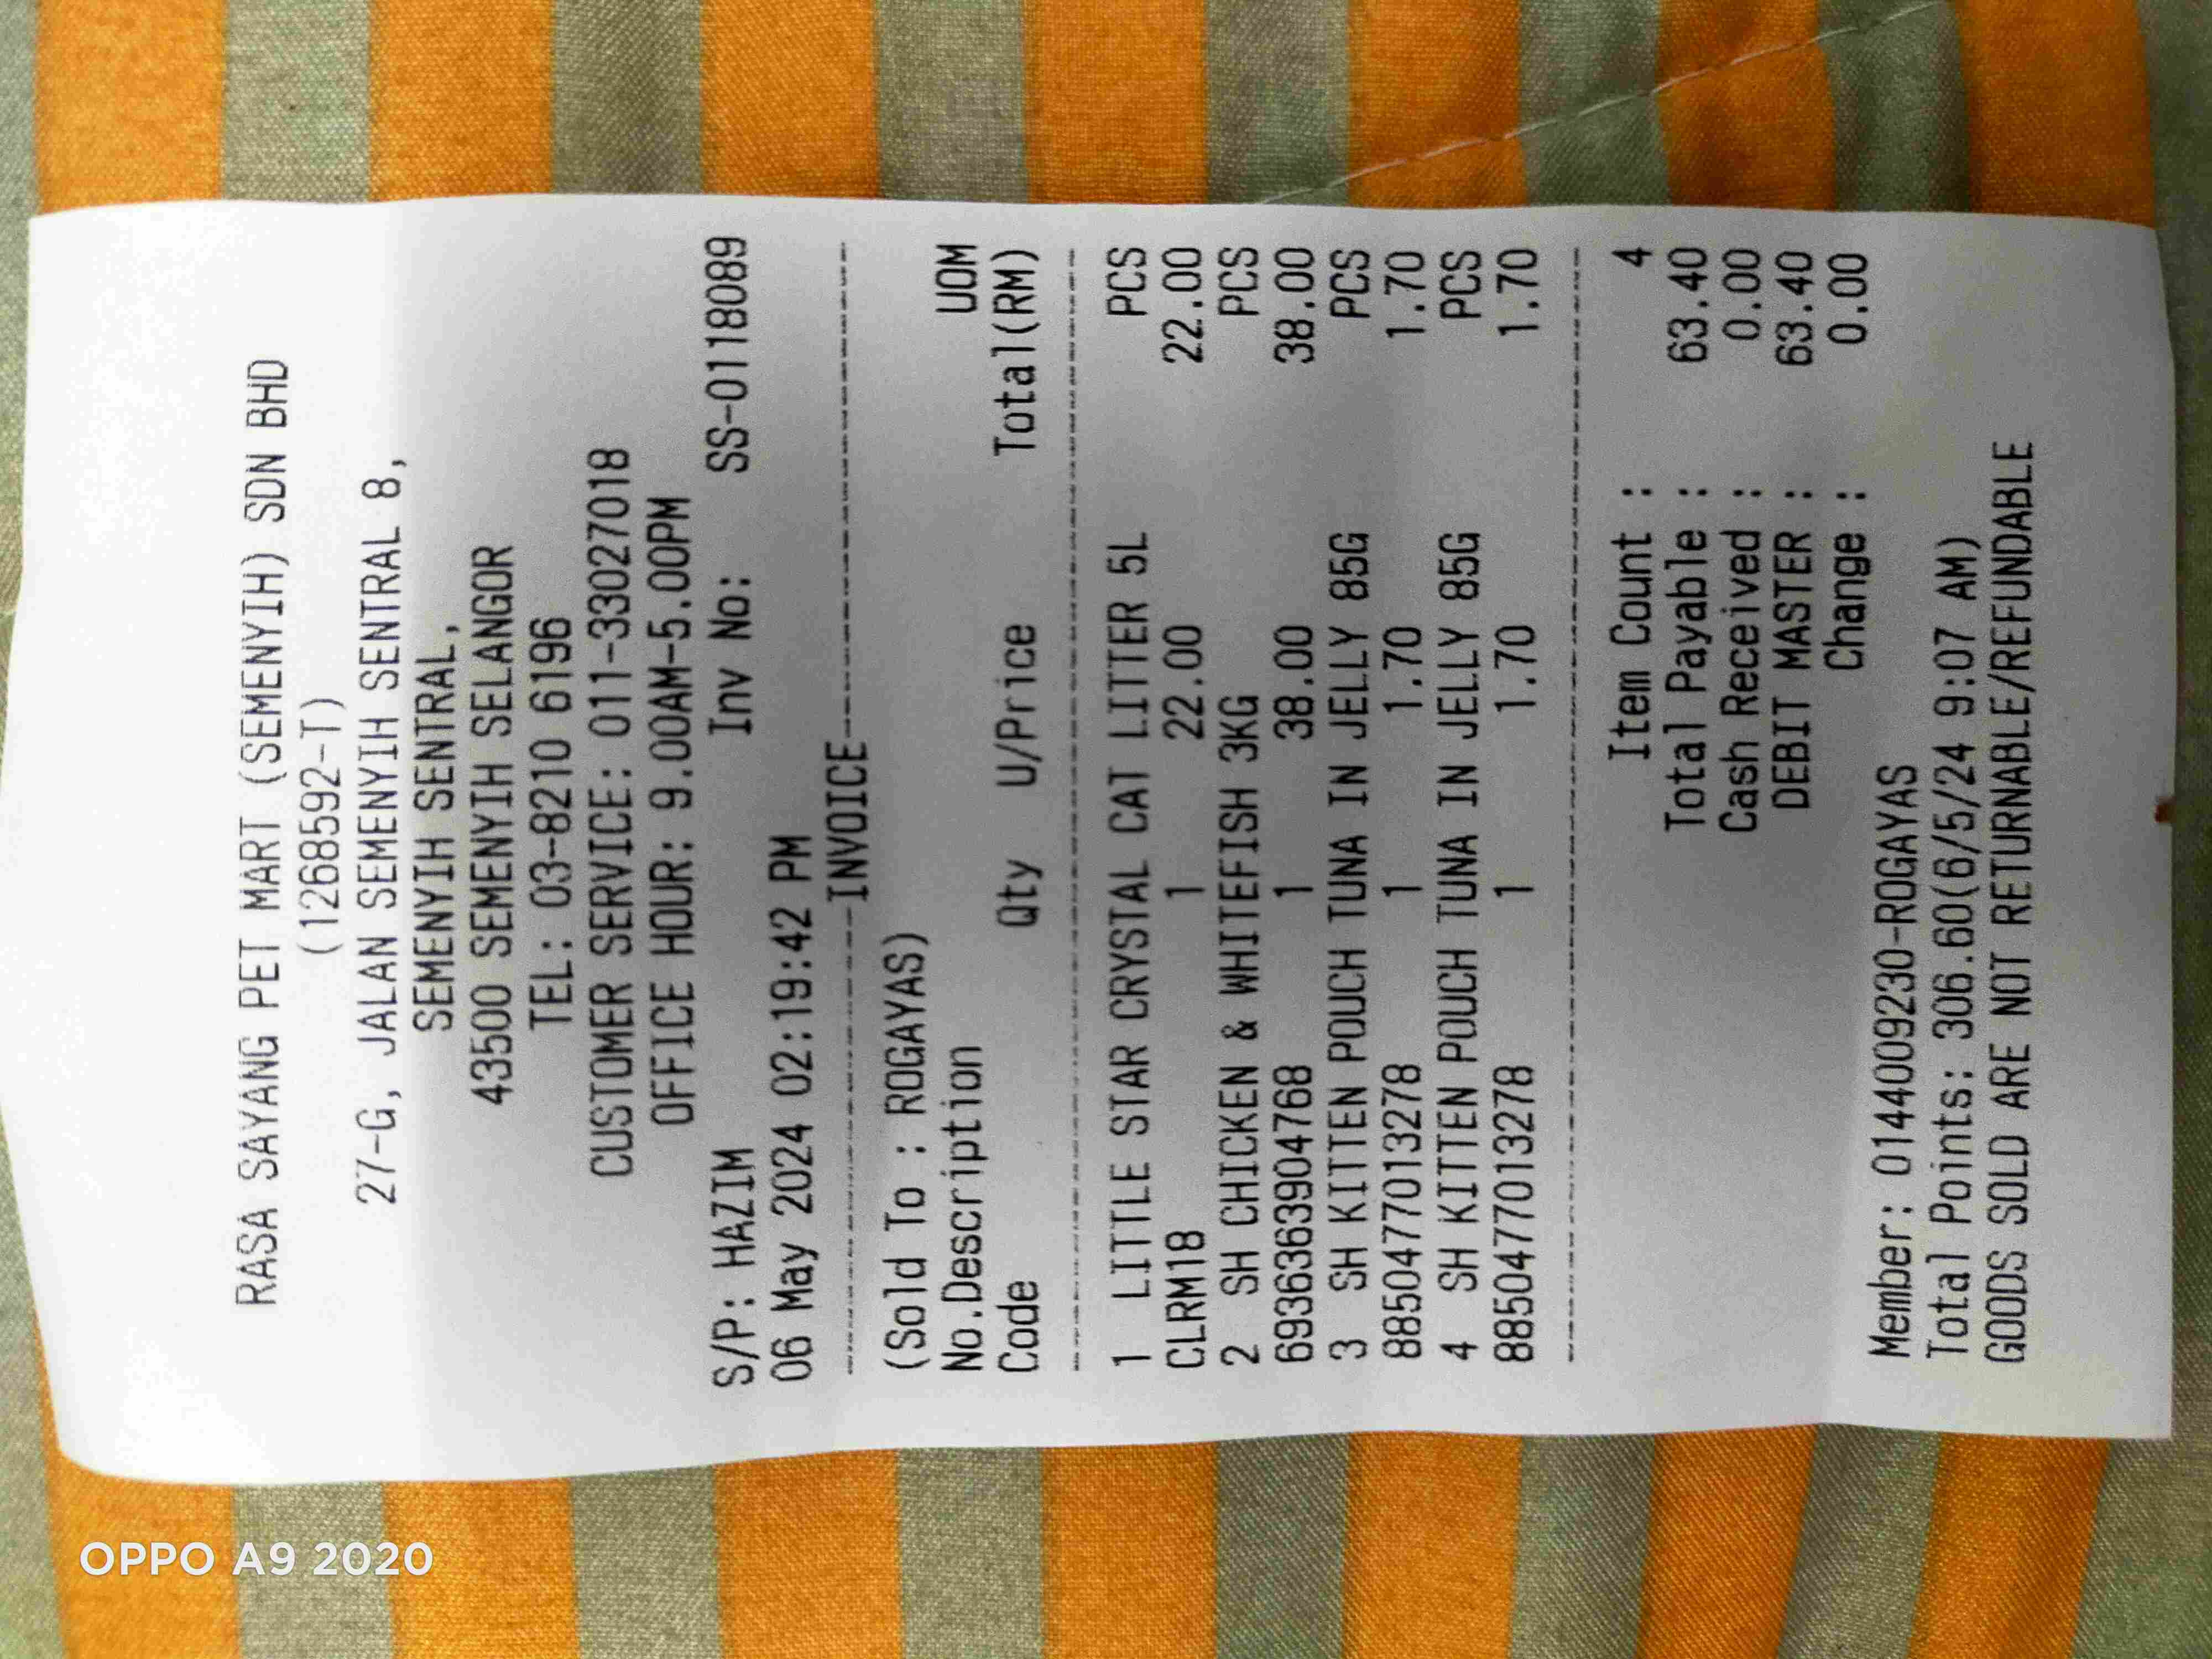 RASA SAYANG PET MART (SEMENYIH) SDN BHD
(1268592-T)
27-G, JALAN SEMENYIH SENTRAL 8,
SEMENYIH SENTRAL,
43500 SEMENYIH SELANGOR
TEL: 03-8210 6196
CUSTOMER SERVICE: 011-33027018
OFFICE HOUR: 9.00AM-5.00PM
S/P: HAZIM Inv No: SS-0118089
06 May 2024 02:19:42 PM
INVOICE
(Sold To : ROGAYAS)
No.Description UOM
Code Qty U/Price Total(RM)
1 LITTLE STAR CRYSTAL CAT LITTER 5L PCS
CLRM18 1 22.00 22.00
2 SH CHICKEN & WHITEFISH 3KG PCS
6936363904768 1 38.00 38.00
3 SH KITTEN POUCH TUNA IN JELLY 85G PCS
8850477013278 1 1.70 1.70
4 SH KITTEN POUCH TUNA IN JELLY 85G PCS
8850477013278 1 1.70 1.70
Item Count : 4
Total Payable : 63.40
Cash Received : 0.00
DEBIT MASTER : 63.40
Change : 0.00
Member: 0144009230-ROGAYAS
Total Points: 306.60(6/5/24 9:07 AM)
GOODS SOLD ARE NOT RETURNABLE/REFUNDABLE
OPPO A9 2020